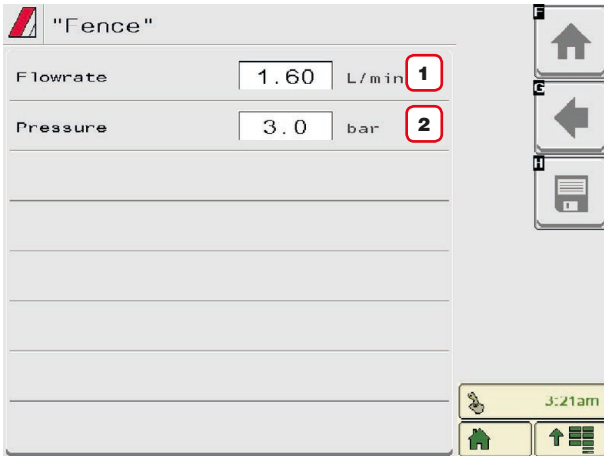 "Fence"
Flowrate 1.60 L/min 1
Pressure 3.0 bar 2
F
G
H
3:21am